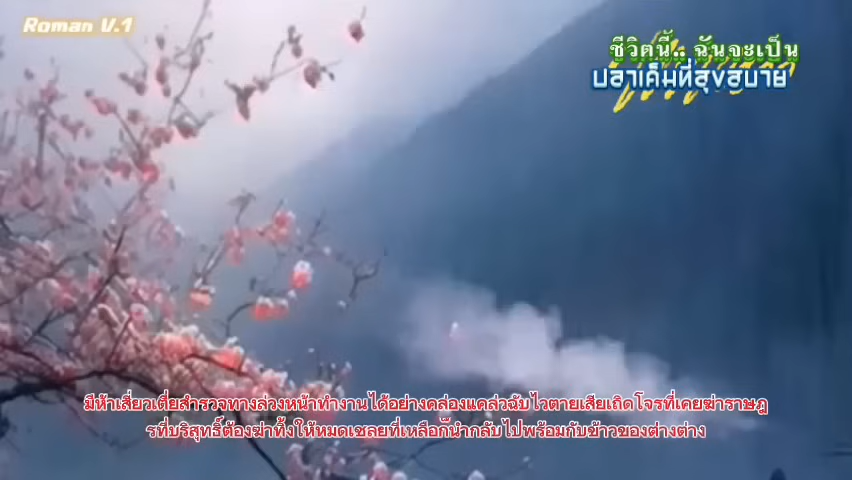 Roman V.1
ชีวิตนี้.. ฉันจะเป็น
ปลาเค็มที่สุขสบาย
มีห้าเสี่ยวเตี่ยสำรวจทางล่วงหน้าทำงานได้อย่างคล่องแคล่วฉับไวตายเสียเถิดโจรที่เคยฆ่าราษฎ
รที่บริสุทธิ์ต้องฆ่าทิ้งให้หมดเชลยที่เหลือก็นำกลับไปพร้อมกับข้าวของต่างต่าง